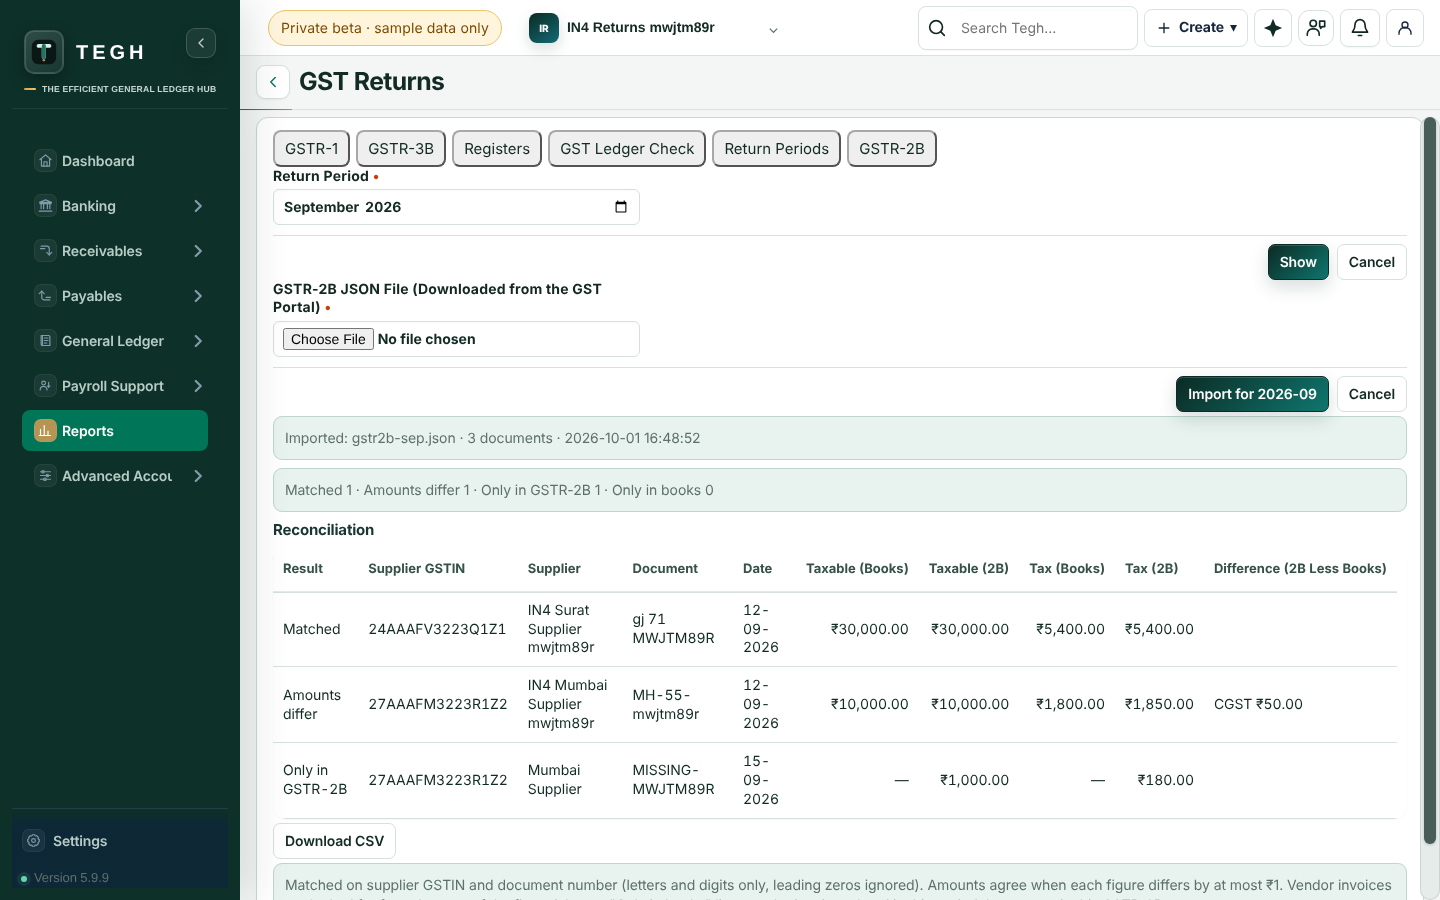 Private beta · sample data only
IR
IN4 Returns mwjtm89r
Search Tegh...
+ Create ▾
TEGH
THE EFFICIENT GENERAL LEDGER HUB
Dashboard
Banking
Receivables
Payables
General Ledger
Payroll Support
Reports
Advanced Accou
Settings
Version 5.9.9
GST Returns
GSTR-1
GSTR-3B
Registers
GST Ledger Check
Return Periods
GSTR-2B
Return Period •
September 2026
Show
Cancel
GSTR-2B JSON File (Downloaded from the GST
Portal) •
Choose File No file chosen
Import for 2026-09
Cancel
Imported: gstr2b-sep.json · 3 documents · 2026-10-01 16:48:52
Matched 1 · Amounts differ 1 · Only in GSTR-2B 1 · Only in books 0
Reconciliation
Result Supplier GSTIN Supplier Document Date Taxable (Books) Taxable (2B) Tax (Books) Tax (2B) Difference (2B Less Books)
Matched 24AAAFV3223Q1Z1 IN4 Surat Supplier mwjtm89r gj 71 MWJTM89R 12-09-2026 ₹30,000.00 ₹30,000.00 ₹5,400.00 ₹5,400.00
Amounts differ 27AAAFM3223R1Z2 IN4 Mumbai Supplier mwjtm89r MH-55-mwjtm89r 12-09-2026 ₹10,000.00 ₹10,000.00 ₹1,800.00 ₹1,850.00 CGST ₹50.00
Only in GSTR-2B 27AAAFM3223R1Z2 Mumbai Supplier MISSING-MWJTM89R 15-09-2026 — ₹1,000.00 — ₹180.00
Download CSV
Matched on supplier GSTIN and document number (letters and digits only, leading zeros ignored). Amounts agree when each figure differs by at most ₹1. Vendor invoices